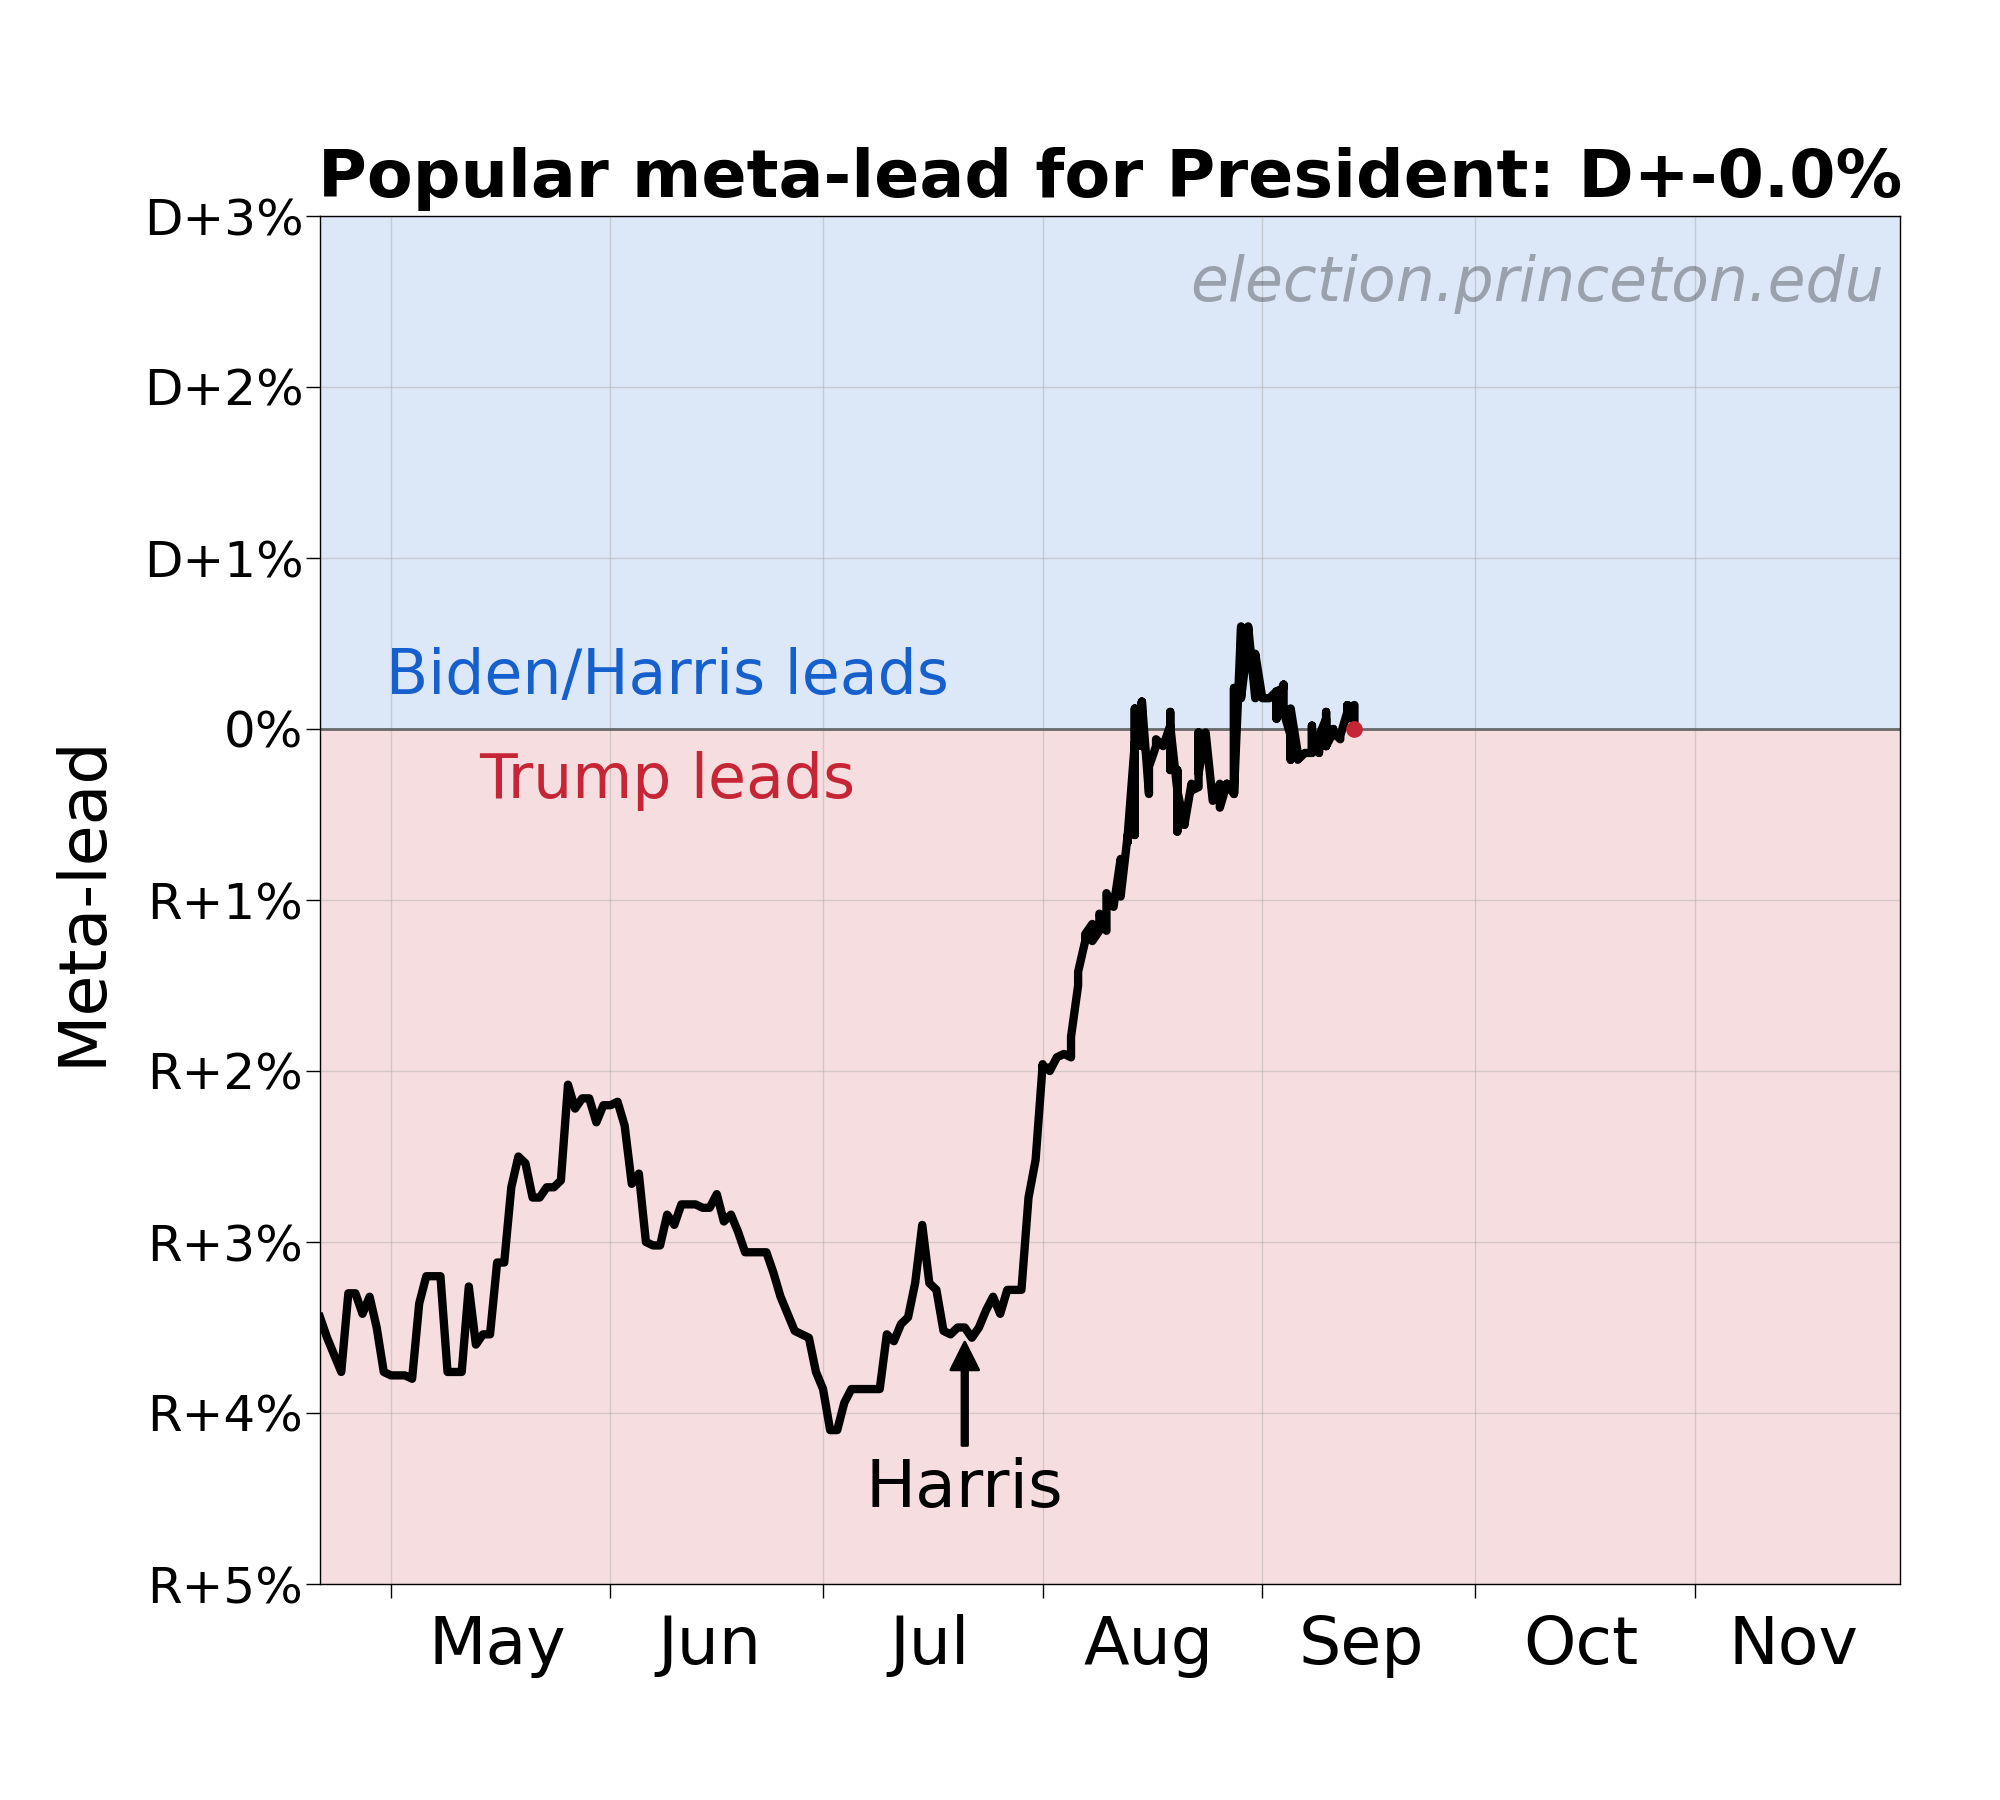 Popular meta-lead for President: D+-0.0%
D+3%
election.princeton.edu
D+2%
D+1%
Biden/Harris leads
0%
Trump leads
Meta-lead
R+1%
R+2%
R+3%
R+4%
Harris
R+5%
May Jun Jul Aug Sep Oct Nov